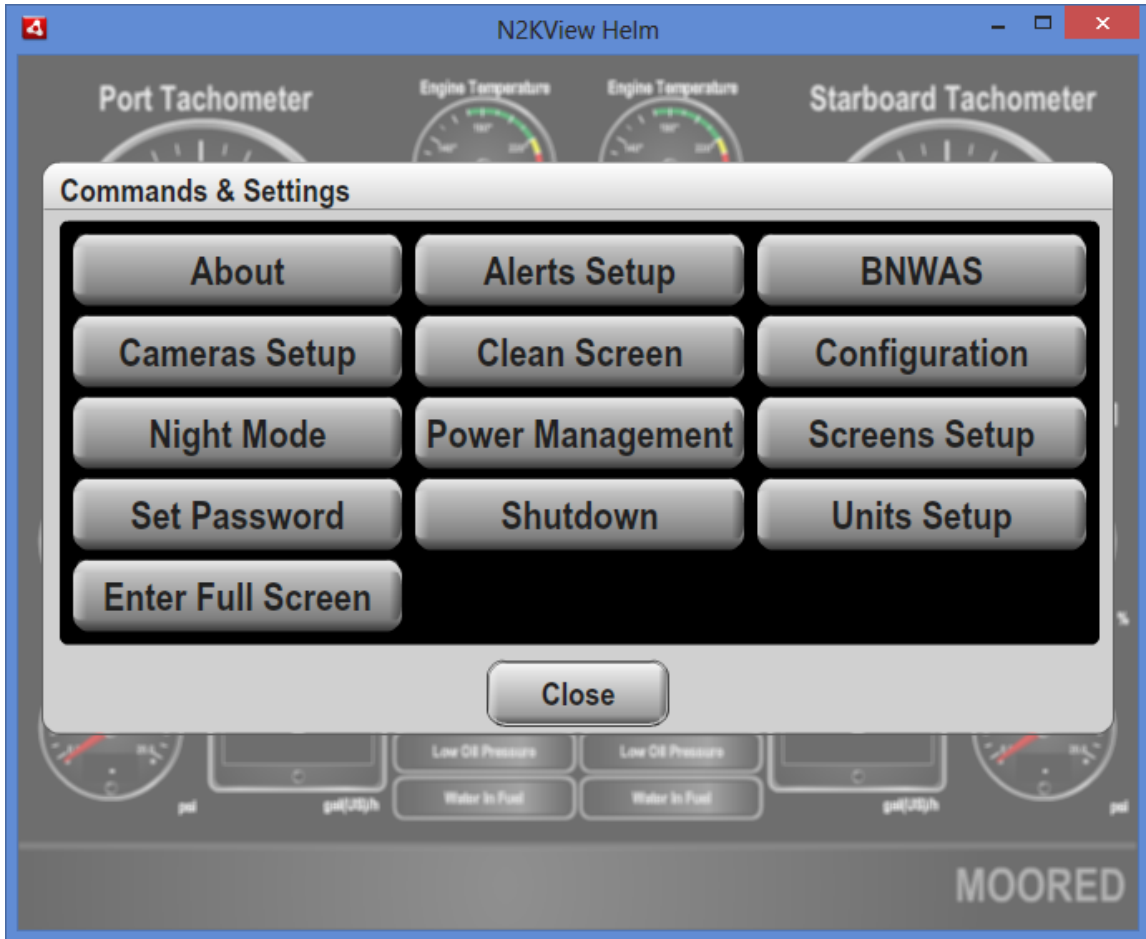 N2KView Helm
Port Tachometer
Engine Temperature
Engine Temperature
Starboard Tachometer
Commands & Settings
About
Alerts Setup
BNWAS
Cameras Setup
Clean Screen
Configuration
Night Mode
Power Management
Screens Setup
Set Password
Shutdown
Units Setup
Enter Full Screen
%
Close
Low Oil Pressure
Low Oil Pressure
Water In Fuel
Water In Fuel
psi
gal(US)/h
gal(US)/h
psi
MOORED